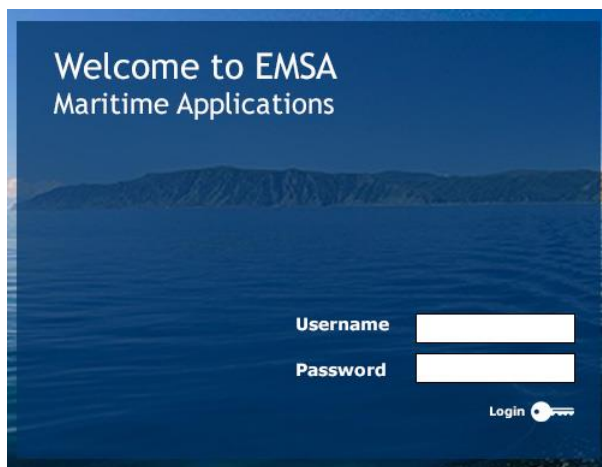 Welcome to EMSA
Maritime Applications
Username
Password
Login